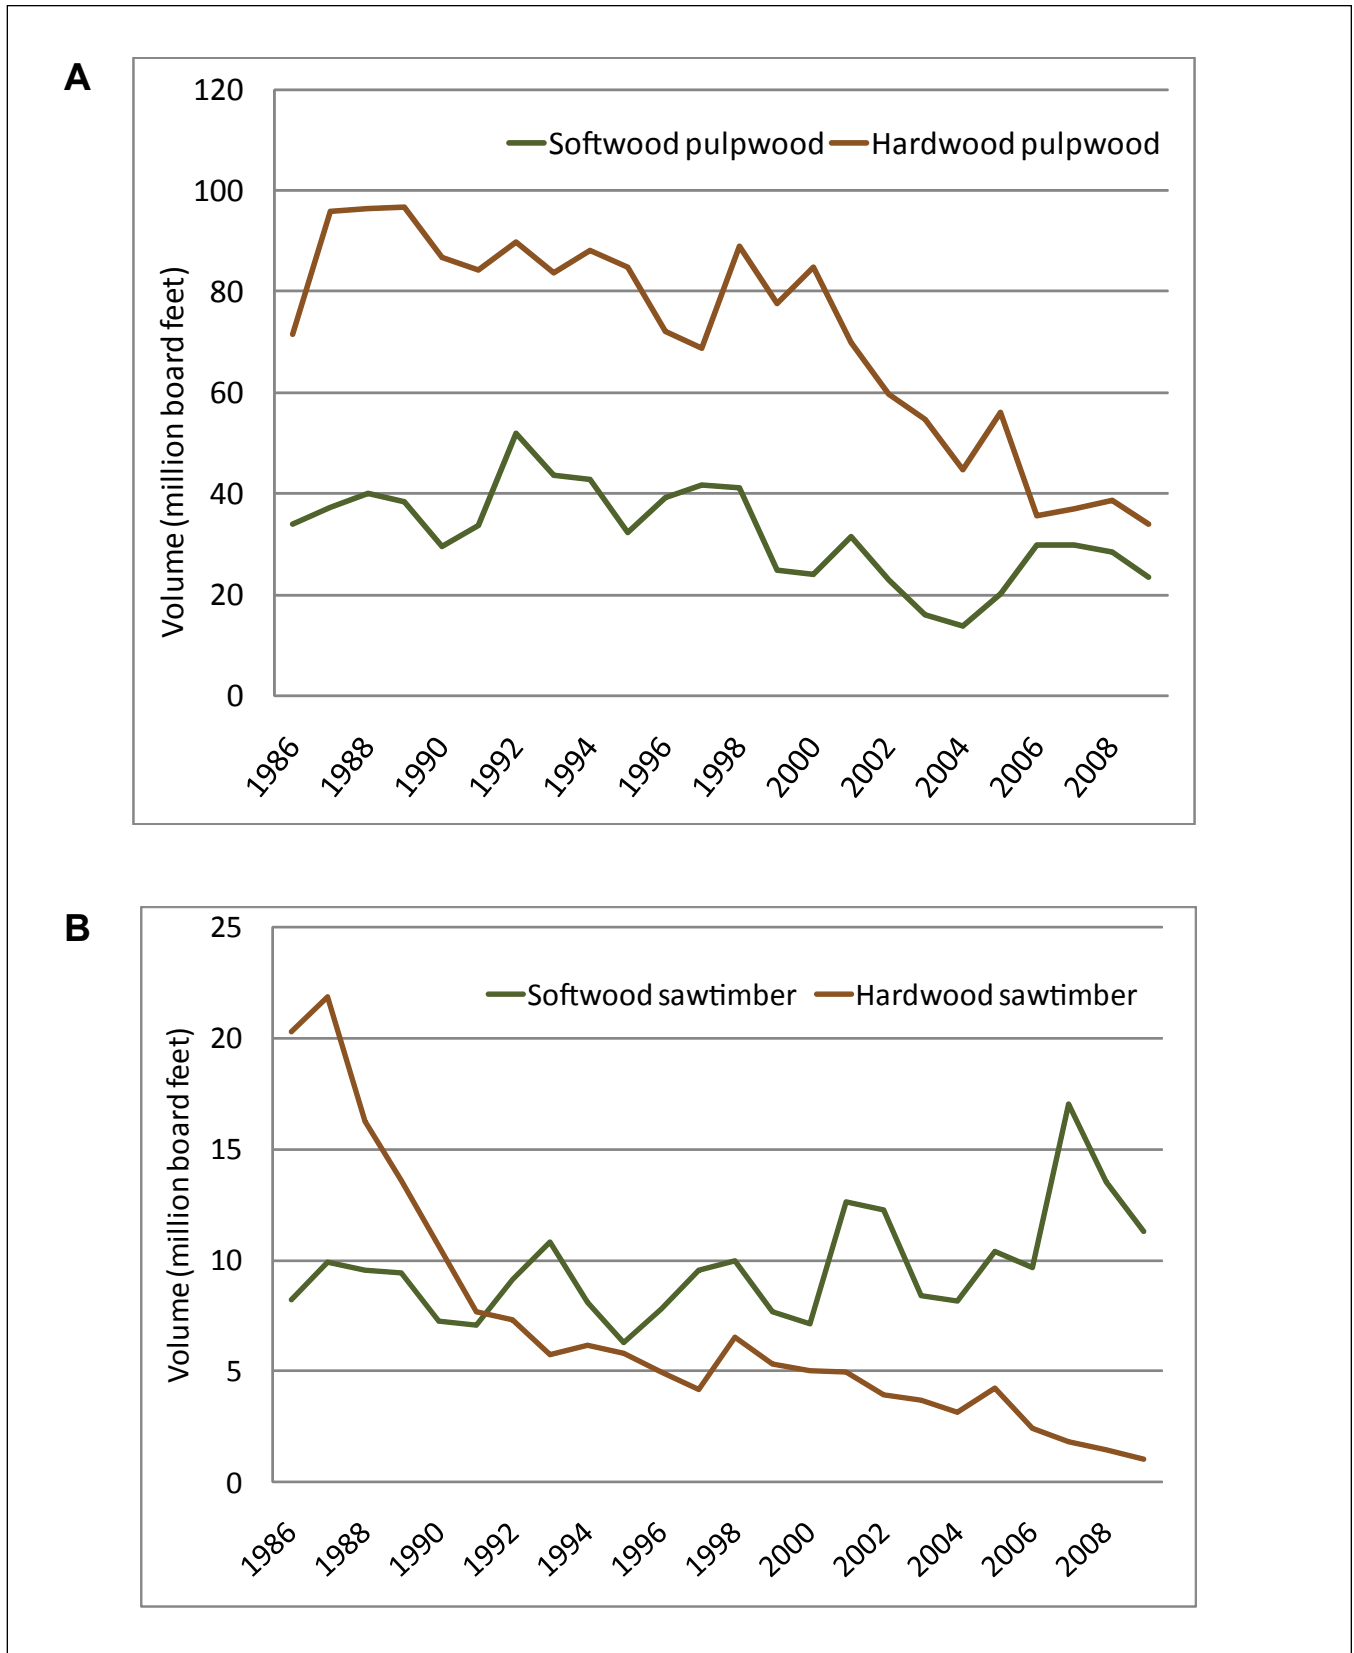 A
120
100
80
60
40
20
0
Volume (million board feet)
Softwood pulpwood Hardwood pulpwood
1986 1988 1990 1992 1994 1996 1998 2000 2002 2004 2006 2008
B
25
20
15
10
5
0
Volume (million board feet)
Softwood sawtimber Hardwood sawtimber
1986 1988 1990 1992 1994 1996 1998 2000 2002 2004 2006 2008